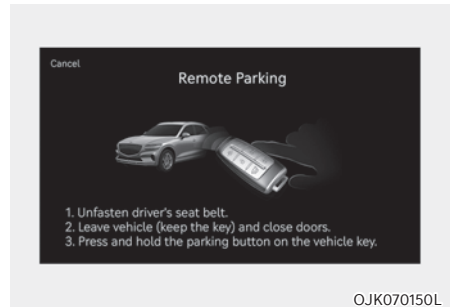 Cancel
Remote Parking
1. Unfasten driver's seat belt.
2. Leave vehicle (keep the key) and close doors.
3. Press and hold the parking button on the vehicle key.
OJK070150L